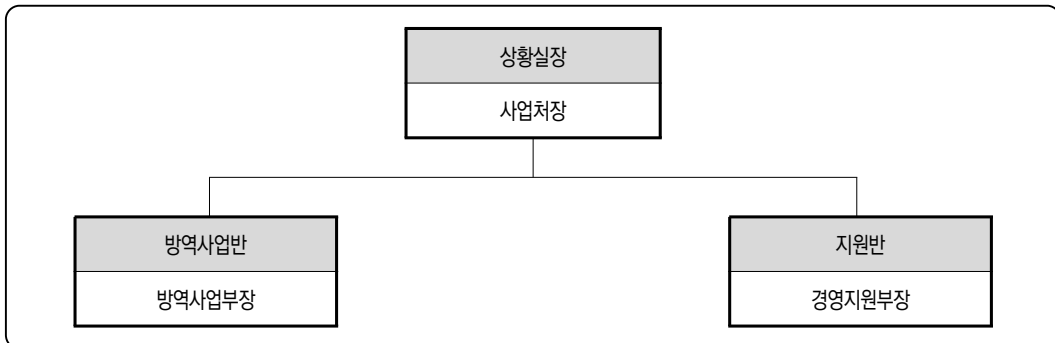 상황실장
사업처장
방역사업반
지원반
방역사업부장
경영지원부장